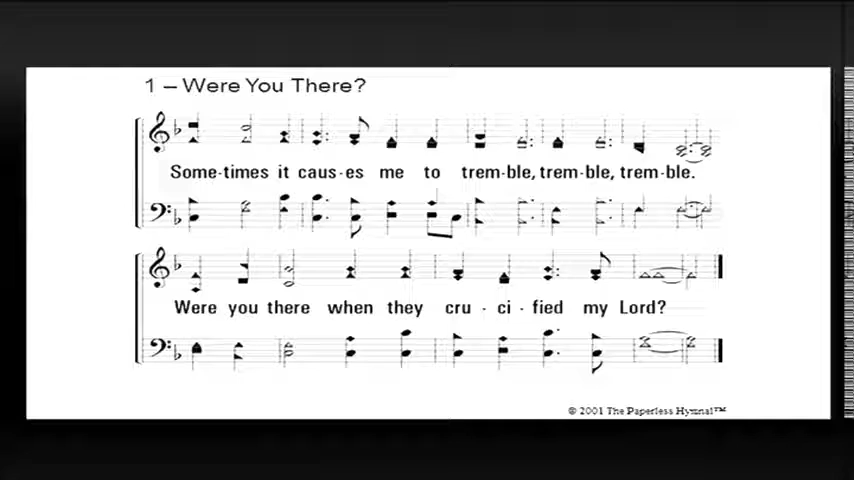 1 – Were You There?
Some-times it caus-es me to trem-ble, trem-ble, trem-ble.
Were you there when they cru - ci - fied my Lord?
© 2001 The Paperless Hymnal™